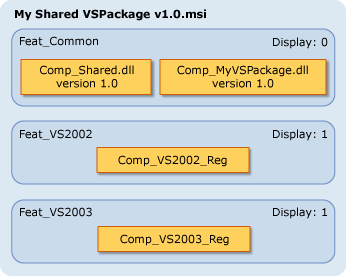 My Shared VSPackage v1.0.msi
Feat_Common Display: 0
Comp_Shared.dll Comp_MyVSPackage.dll
version 1.0 version 1.0
Feat_VS2002 Display: 1
Comp_VS2002_Reg
Feat_VS2003 Display: 1
Comp_VS2003_Reg